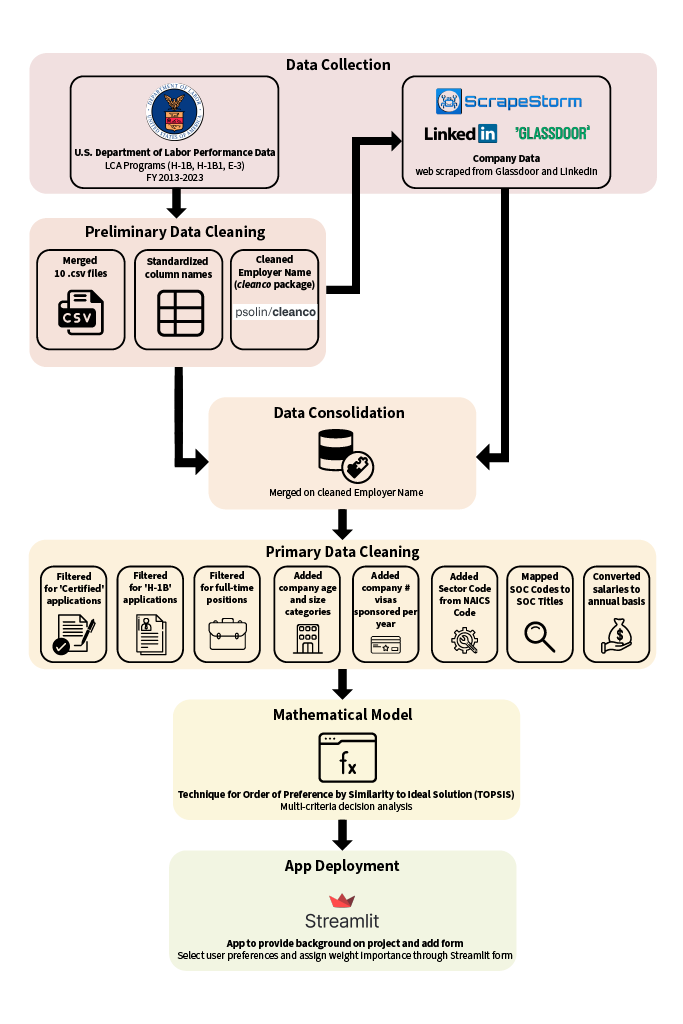 Data Collection
DEPARTMENT OF LABOR
UNITED STATES OF AMERICA
U.S. Department of Labor Performance Data
LCA Programs (H-1B, H-1B1, E-3)
FY 2013-2023
ScrapeStorm
Linked in
"GLASSDOOR"
Company Data
web scraped from Glassdoor and LinkedIn
Preliminary Data Cleaning
Merged
10 .csv files
CSV
Standardized
column names
Cleaned
Employer Name
(cleanco package)
psolin/cleanco
Data Consolidation
Merged on cleaned Employer Name
Primary Data Cleaning
Filtered
for 'Certified'
applications
Filtered
for 'H-1B'
applications
Filtered
for full-time
positions
Added
company age
and size
categories
Added
company #
visas
sponsored per
year
Added
Sector Code
from NAICS
Code
Mapped
SOC Codes to
SOC Titles
Converted
salaries to
annual basis
$
Mathematical Model
fx
Technique for Order of Preference by Similarity to Ideal Solution (TOPSIS)
Multi-criteria decision analysis
App Deployment
Streamlit
App to provide background on project and add form
Select user preferences and assign weight importance through Streamlit form